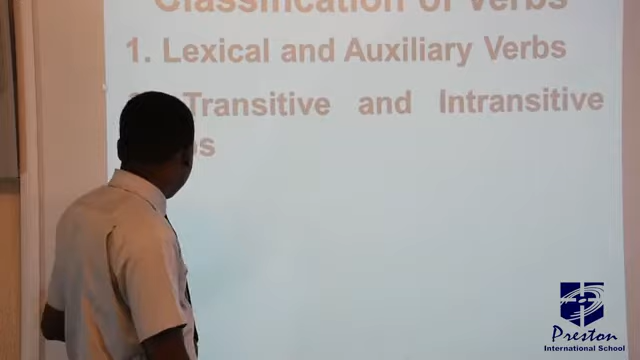 Classification of Verbs
1. Lexical and Auxiliary Verbs
Transitive and Intransitive
Preston
International School